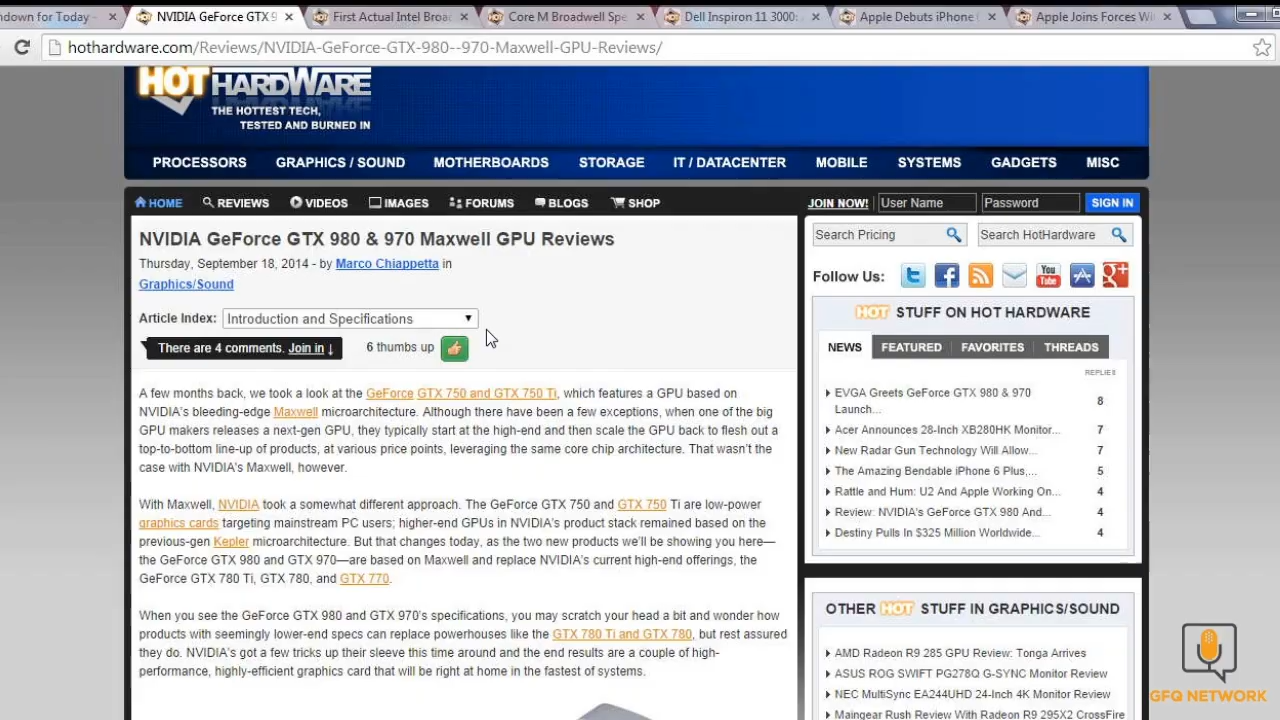 ndown for Today
NVIDIA GeForce GTX 9
First Actual Intel Broad
Core M Broadwell Spe
Dell Inspiron 11 3000:
Apple Debuts iPhone
Apple Joins Forces Wi
hothardware.com/Reviews/NVIDIA-GeForce-GTX-980--970-Maxwell-GPU-Reviews/
HOT HARDWARE
THE HOTTEST TECH,
TESTED AND BURNED IN
PROCESSORS GRAPHICS / SOUND MOTHERBOARDS STORAGE IT / DATACENTER MOBILE SYSTEMS GADGETS MISC
HOME REVIEWS VIDEOS IMAGES FORUMS BLOGS SHOP
JOIN NOW! User Name Password SIGN IN
NVIDIA GeForce GTX 980 & 970 Maxwell GPU Reviews
Thursday, September 18, 2014 - by Marco Chiappetta in
Graphics/Sound
Article Index: Introduction and Specifications
There are 4 comments. Join in ↓ 6 thumbs up
A few months back, we took a look at the GeForce GTX 750 and GTX 750 Ti, which features a GPU based on
NVIDIA's bleeding-edge Maxwell microarchitecture. Although there have been a few exceptions, when one of the big
GPU makers releases a next-gen GPU, they typically start at the high-end and then scale the GPU back to flesh out a
top-to-bottom line-up of products, at various price points, leveraging the same core chip architecture. That wasn't the
case with NVIDIA's Maxwell, however.
With Maxwell, NVIDIA took a somewhat different approach. The GeForce GTX 750 and GTX 750 Ti are low-power
graphics cards targeting mainstream PC users; higher-end GPUs in NVIDIA's product stack remained based on the
previous-gen Kepler microarchitecture. But that changes today, as the two new products we'll be showing you here—
the GeForce GTX 980 and GTX 970—are based on Maxwell and replace NVIDIA's current high-end offerings, the
GeForce GTX 780 Ti, GTX 780, and GTX 770.
When you see the GeForce GTX 980 and GTX 970's specifications, you may scratch your head a bit and wonder how
products with seemingly lower-end specs can replace powerhouses like the GTX 780 Ti and GTX 780, but rest assured
they do. NVIDIA's got a few tricks up their sleeve this time around and the end results are a couple of high-
performance, highly-efficient graphics card that will be right at home in the fastest of systems.
Search Pricing Search HotHardware
Follow Us: You Tube g+
HOT STUFF ON HOT HARDWARE
NEWS FEATURED FAVORITES THREADS
REPLIES
EVGA Greets GeForce GTX 980 & 970
Launch... 8
Acer Announces 28-Inch XB280HK Monitor... 7
New Radar Gun Technology Will Allow... 7
The Amazing Bendable iPhone 6 Plus,... 5
Rattle and Hum: U2 And Apple Working On... 4
Review: NVIDIA's GeForce GTX 980 And... 4
Destiny Pulls In $325 Million Worldwide... 4
OTHER HOT STUFF IN GRAPHICS/SOUND
AMD Radeon R9 285 GPU Review: Tonga Arrives
ASUS ROG SWIFT PG278Q G-SYNC Monitor Review
NEC MultiSync EA244UHD 24-Inch 4K Monitor Review
Maingear Rush Review With Radeon R9 295X2 CrossFire
GFQ NETWORK